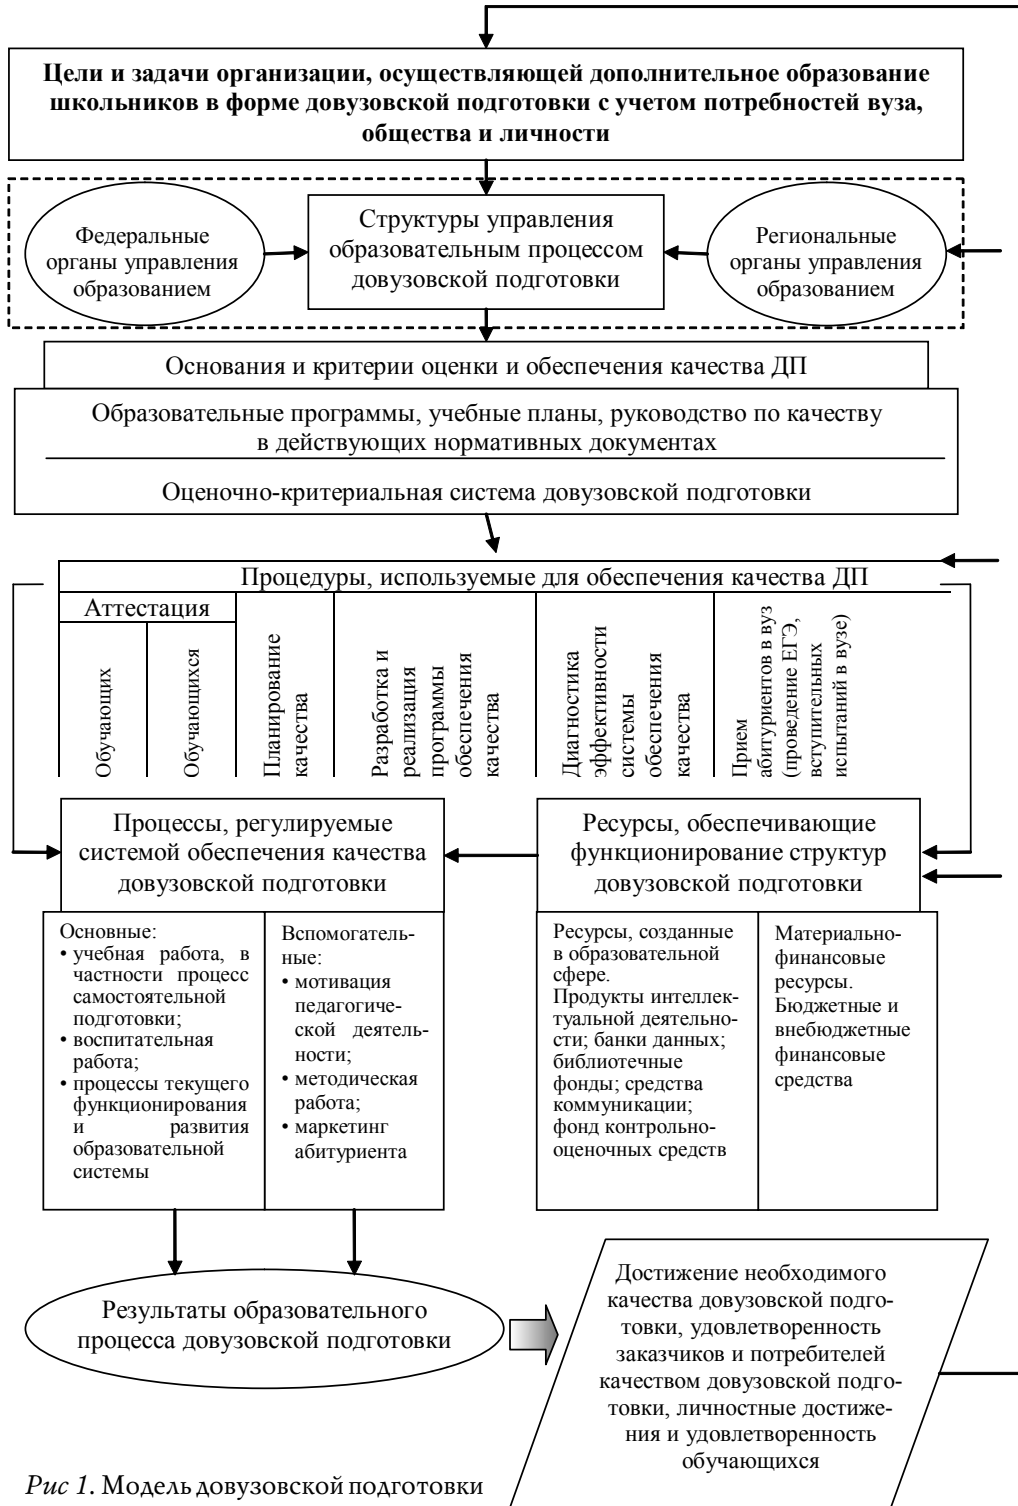 Цели и задачи организации, осуществляющей дополнительное образование
школьников в форме довузовской подготовки с учетом потребностей вуза,
общества и личности
Федеральные
органы управления
образованием
Структуры управления
образовательным процессом
довузовской подготовки
Региональные
органы управления
образованием
Основания и критерии оценки и обеспечения качества ДП
Образовательные программы, учебные планы, руководство по качеству
в действующих нормативных документах
Оценочно-критериальная система довузовской подготовки
Процедуры, используемые для обеспечения качества ДП
Аттестация
Обучающих
Обучающихся
Планирование
качества
Разработка и
реализация
программы
обеспечения
качества
Диагностика
эффективности
системы
обеспечения
качества
Прием
абитуриентов в вуз
(проведение ЕГЭ,
вступительных
испытаний в вузе)
Процессы, регулируемые
системой обеспечения качества
довузовской подготовки
Ресурсы, обеспечивающие
функционирование структур
довузовской подготовки
Основные:
• учебная работа, в
частности процесс
самостоятельной
подготовки;
• воспитательная
работа;
• процессы текущего
функционирования
и развития
образовательной
системы
Вспомогатель-
ные:
• мотивация
педагогиче-
ской деятель-
ности;
• методическая
работа;
• маркетинг
абитуриента
Ресурсы, созданные
в образовательной
сфере.
Продукты интеллек-
туальной деятельно-
сти; банки данных;
библиотечные
фонды; средства
коммуникации;
фонд контрольно-
оценочных средств
Материально-
финансовые
ресурсы.
Бюджетные и
внебюджетные
финансовые
средства
Результаты образовательного
процесса довузовской подготовки
Достижение необходимого
качества довузовской подго-
товки, удовлетворенность
заказчиков и потребителей
качеством довузовской подго-
товки, личностные достиже-
ния и удовлетворенность
обучающихся
Рис 1. Модель довузовской подготовки